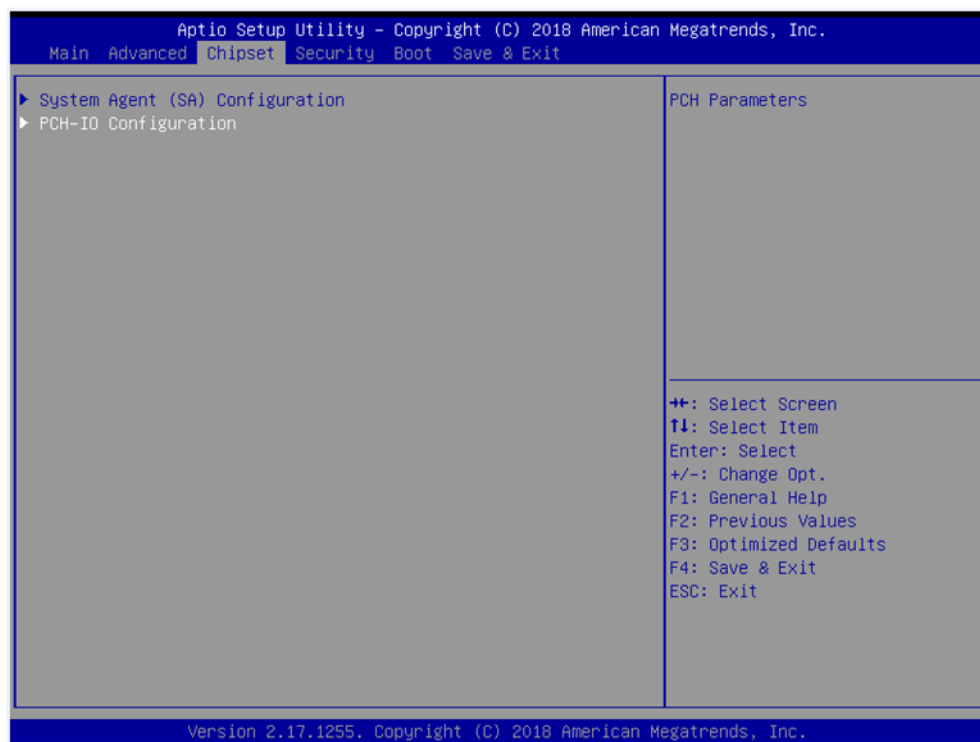 Aptio Setup Utility – Copyright (C) 2018 American Megatrends, Inc.
Main Advanced Chipset Security Boot Save & Exit
▶ System Agent (SA) Configuration
▶ PCH-IO Configuration
PCH Parameters
→←: Select Screen
↑↓: Select Item
Enter: Select
+/-: Change Opt.
F1: General Help
F2: Previous Values
F3: Optimized Defaults
F4: Save & Exit
ESC: Exit
Version 2.17.1255. Copyright (C) 2018 American Megatrends, Inc.